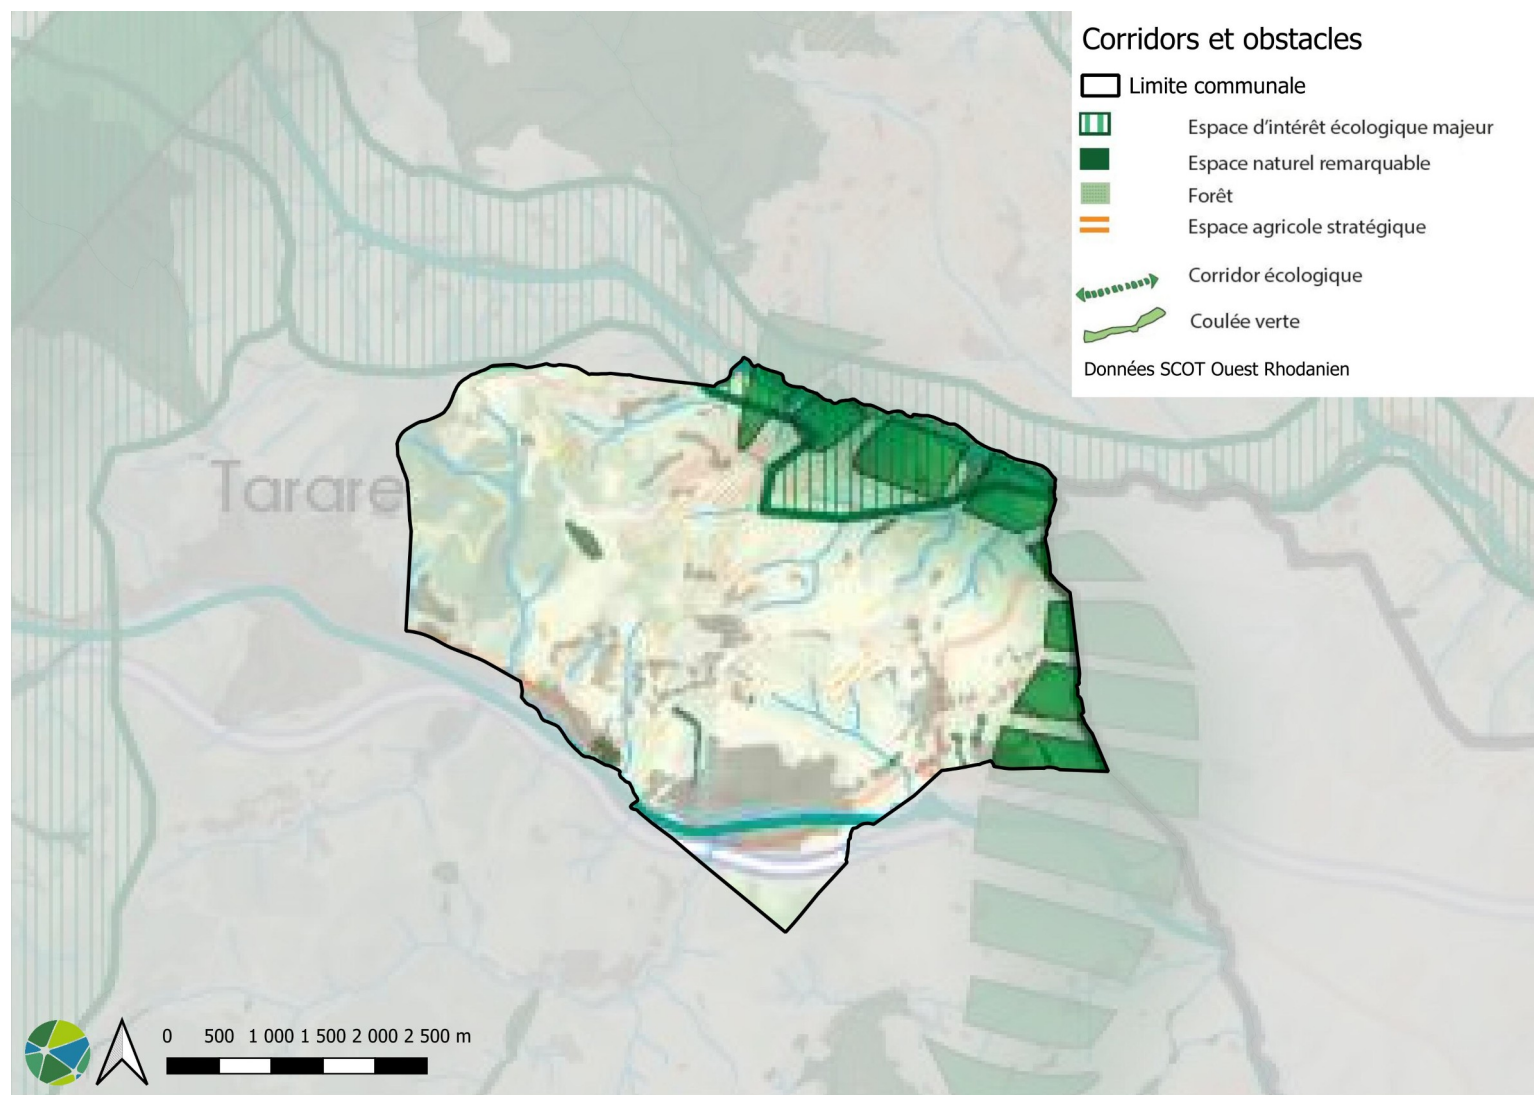 Corridors et obstacles
Limite communale
Espace d'intérêt écologique majeur
Espace naturel remarquable
Forêt
Espace agricole stratégique
Corridor écologique
Coulée verte
Données SCOT Ouest Rhodanien
Tarare
0 500 1 000 1 500 2 000 2 500 m